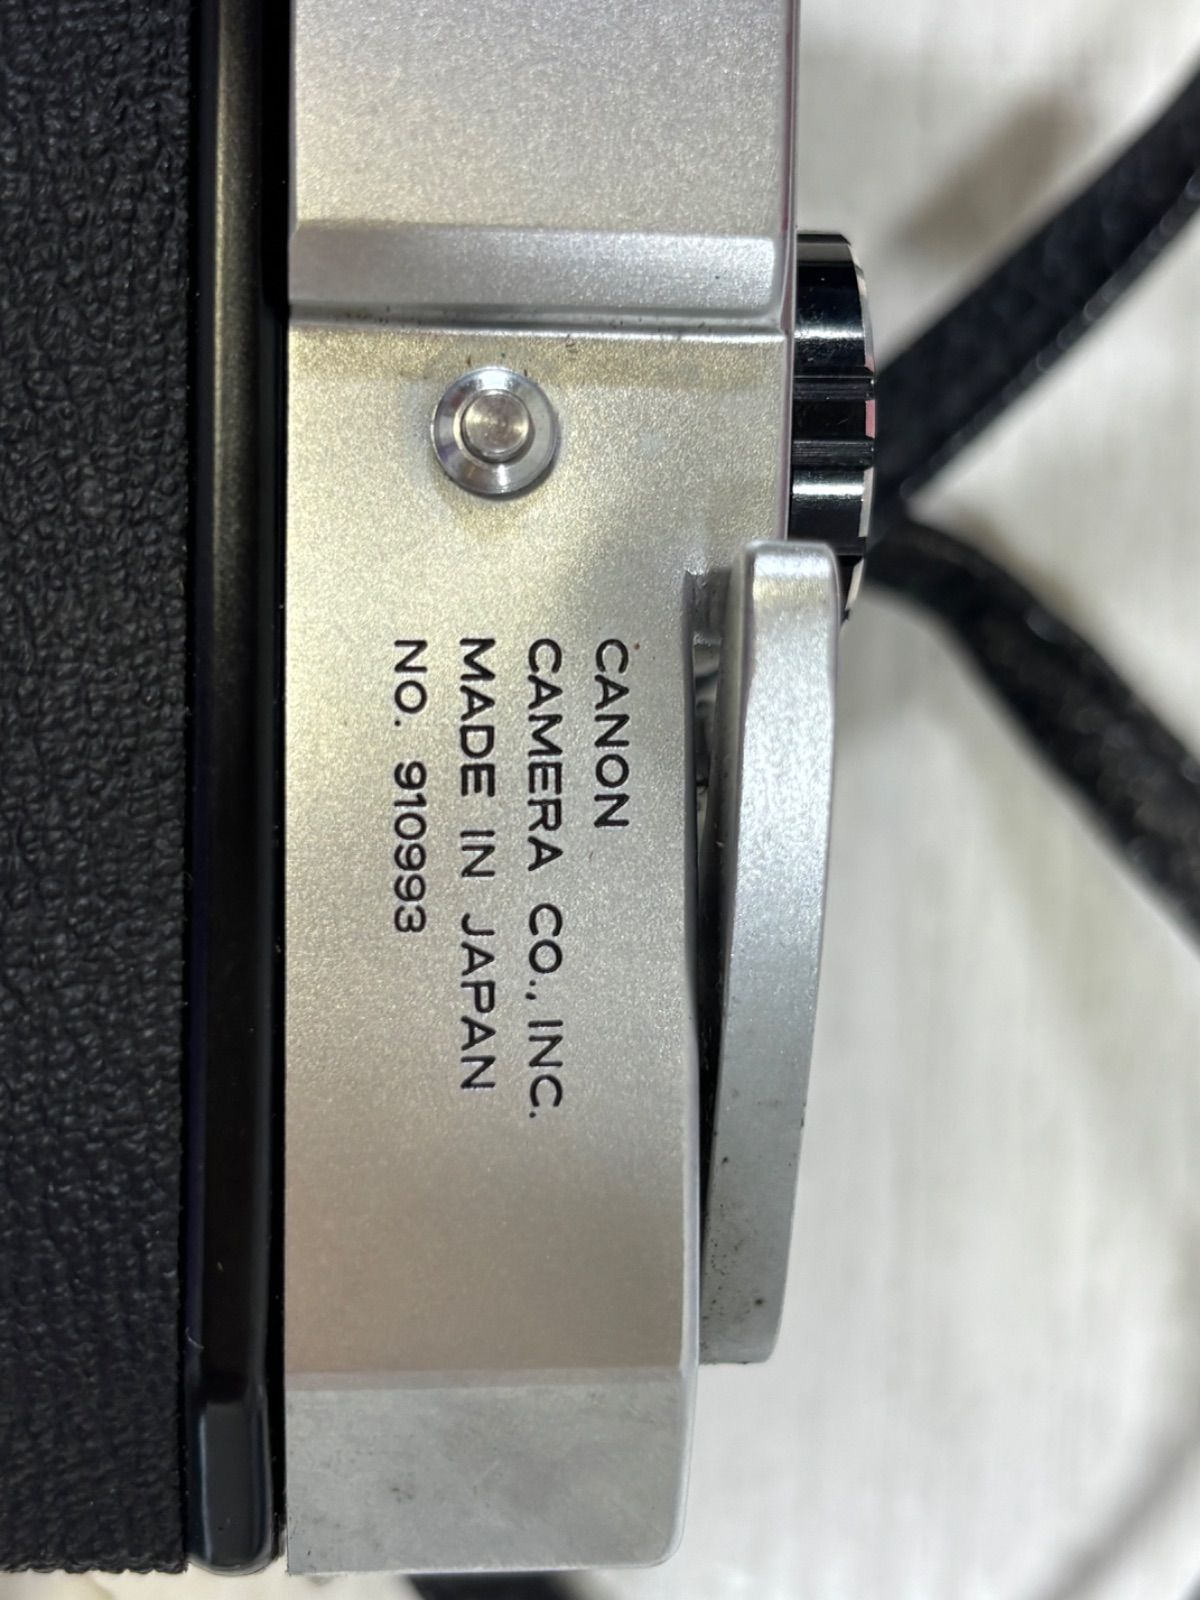 CANON
CAMERA CO., INC.
MADE IN JAPAN
NO. 910993